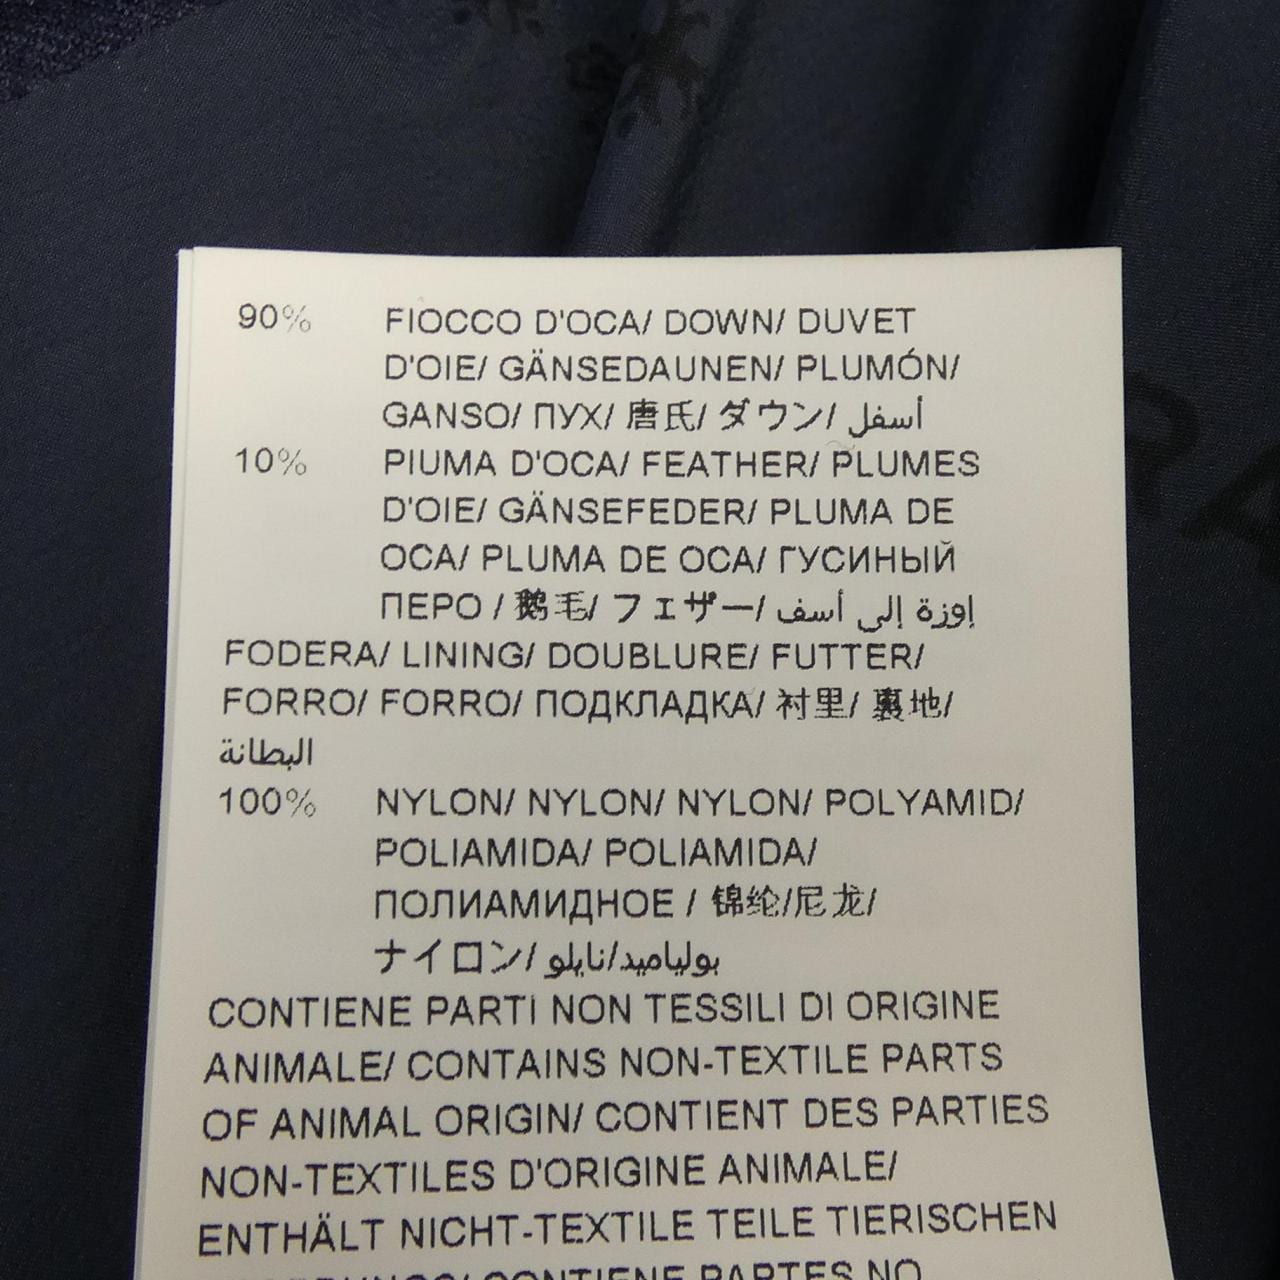 90% FIOCCO D'OCA/ DOWN/ DUVET
D'OIE/ GÄNSEDAUNEN/ PLUMÓN/
GANSO/ ПУХ/ 唐氏/ ダウン/ أسفل
10% PIUMA D'OCA/ FEATHER/ PLUMES
D'OIE/ GÄNSEFEDER/ PLUMA DE
OCA/ PLUMA DE OCA/ ГУСИНЫЙ
ПЕРО / 鹅毛/ フェザー/ إوزة إلى أسف
FODERA/ LINING/ DOUBLURE/ FUTTER/
FORRO/ FORRO/ ПОДКЛАДКА/ 衬里/ 裏地/
البطانة
100% NYLON/ NYLON/ NYLON/ POLYAMID/
POLIAMIDA/ POLIAMIDA/
ПОЛИАМИДНОЕ / 锦纶/尼龙/
ナイロン/ بولياميد/نايلو
CONTIENE PARTI NON TESSILI DI ORIGINE
ANIMALE/ CONTAINS NON-TEXTILE PARTS
OF ANIMAL ORIGIN/ CONTIENT DES PARTIES
NON-TEXTILES D'ORIGINE ANIMALE/
ENTHÄLT NICHT-TEXTILE TEILE TIERISCHEN
CONTIENE PARTES NO